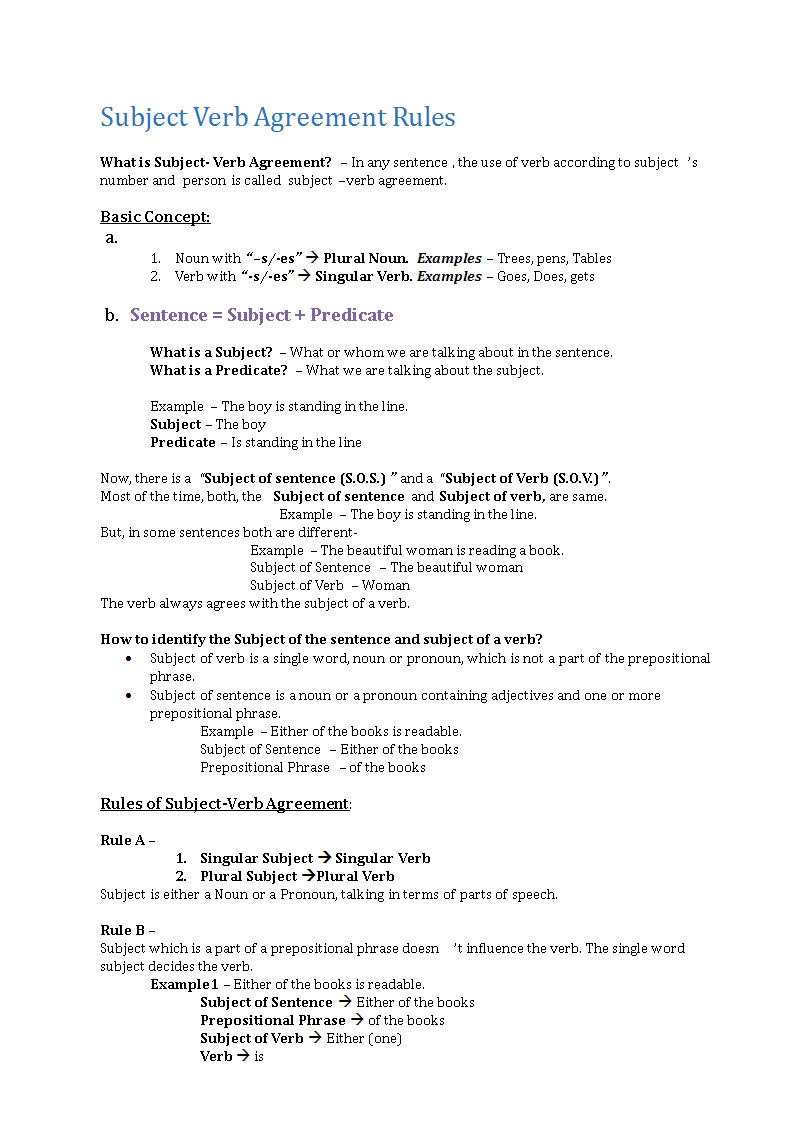 Subject Verb Agreement Rules
What is Subject- Verb Agreement? – In any sentence , the use of verb according to subject ’s
number and person is called subject –verb agreement.
Basic Concept:
a.
1. Noun with “–s/-es” → Plural Noun. Examples – Trees, pens, Tables
2. Verb with “-s/-es” → Singular Verb. Examples – Goes, Does, gets
b. Sentence = Subject + Predicate
What is a Subject? – What or whom we are talking about in the sentence.
What is a Predicate? – What we are talking about the subject.
Example – The boy is standing in the line.
Subject – The boy
Predicate – Is standing in the line
Now, there is a “Subject of sentence (S.O.S.) ” and a “Subject of Verb (S.O.V.)”.
Most of the time, both, the Subject of sentence and Subject of verb, are same.
Example – The boy is standing in the line.
But, in some sentences both are different-
Example – The beautiful woman is reading a book.
Subject of Sentence – The beautiful woman
Subject of Verb – Woman
The verb always agrees with the subject of a verb.
How to identify the Subject of the sentence and subject of a verb?
• Subject of verb is a single word, noun or pronoun, which is not a part of the prepositional
phrase.
• Subject of sentence is a noun or a pronoun containing adjectives and one or more
prepositional phrase.
Example – Either of the books is readable.
Subject of Sentence – Either of the books
Prepositional Phrase – of the books
Rules of Subject-Verb Agreement:
Rule A –
1. Singular Subject → Singular Verb
2. Plural Subject →Plural Verb
Subject is either a Noun or a Pronoun, talking in terms of parts of speech.
Rule B –
Subject which is a part of a prepositional phrase doesn ’t influence the verb. The single word
subject decides the verb.
Example1 – Either of the books is readable.
Subject of Sentence → Either of the books
Prepositional Phrase → of the books
Subject of Verb → Either (one)
Verb → is